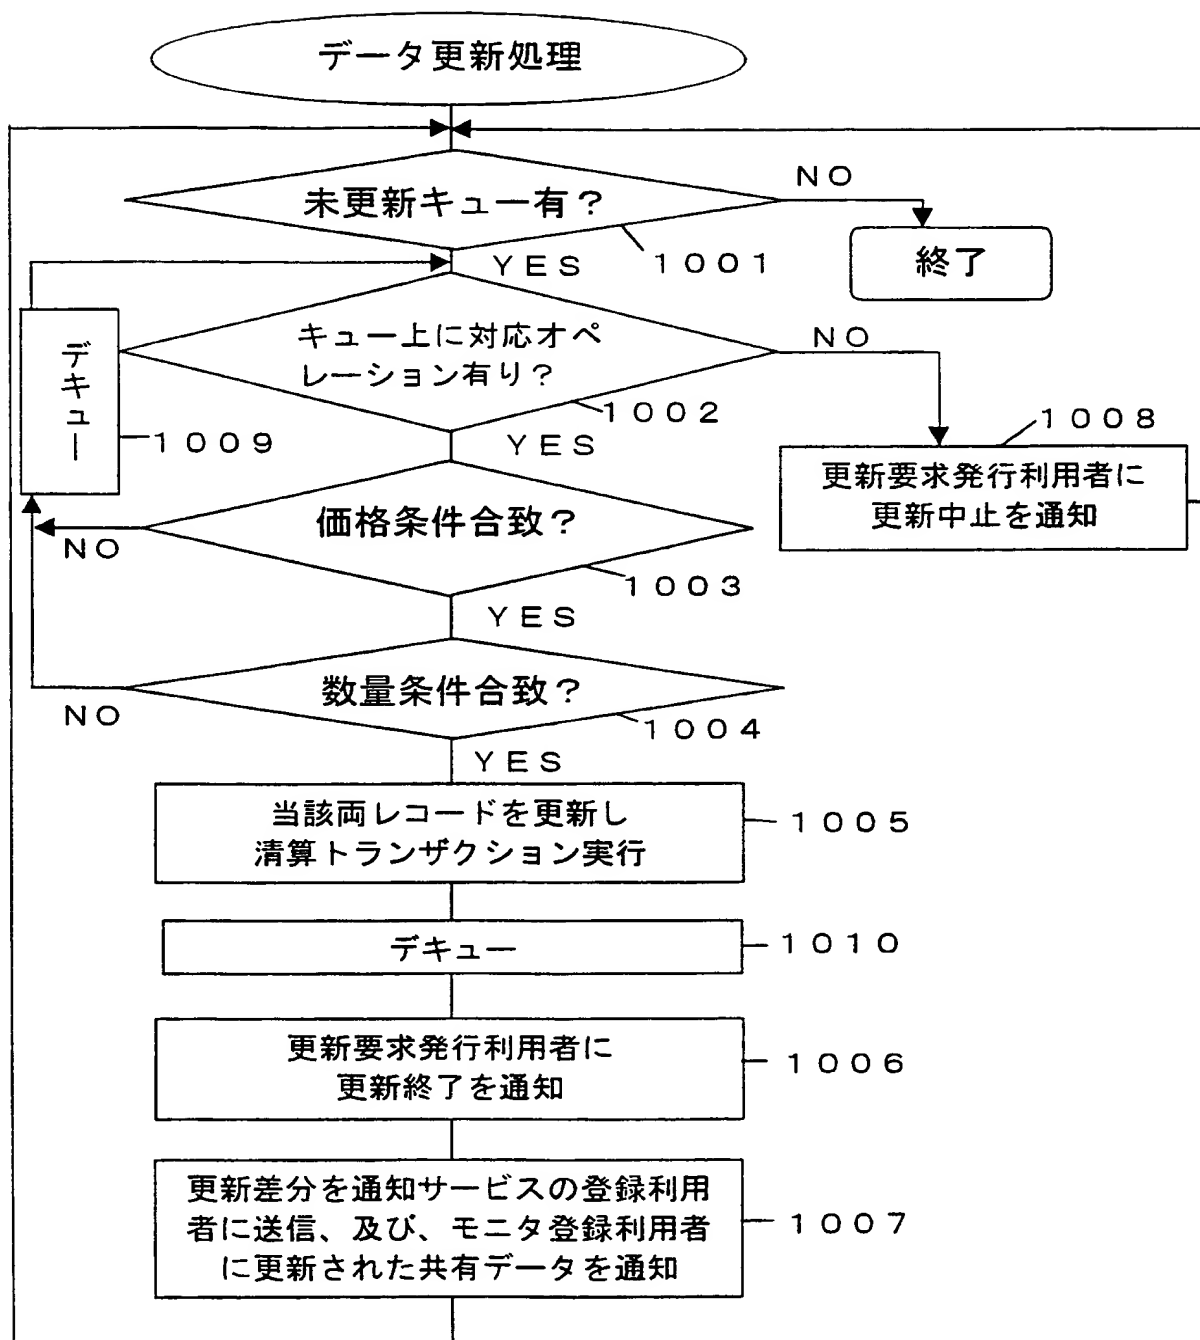 データ更新処理
未更新キュー有？
NO
1001
YES
終了
キュー上に対応オペ
レーション有り？
NO
1002
YES
デキュー
1009
1008
更新要求発行利用者に
更新中止を通知
価格条件合致？
NO
1003
YES
数量条件合致？
NO
1004
YES
当該両レコードを更新し
清算トランザクション実行
1005
デキュー
1010
更新要求発行利用者に
更新終了を通知
1006
更新差分を通知サービスの登録利用
者に送信、及び、モニタ登録利用者
に更新された共有データを通知
1007